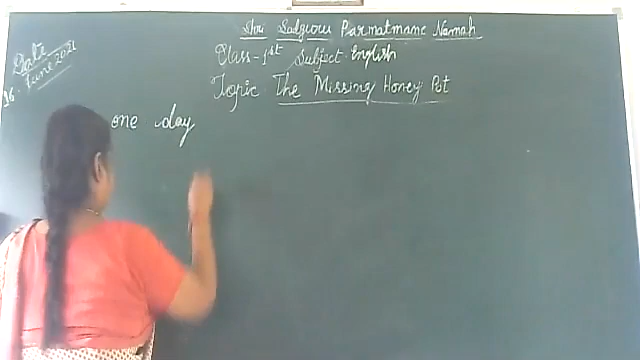 Shri Sadguru Parmatmane Namah
Date
16 - June 2021
Class - 1st Subject - English
Topic The Missing Honey Pot
one day